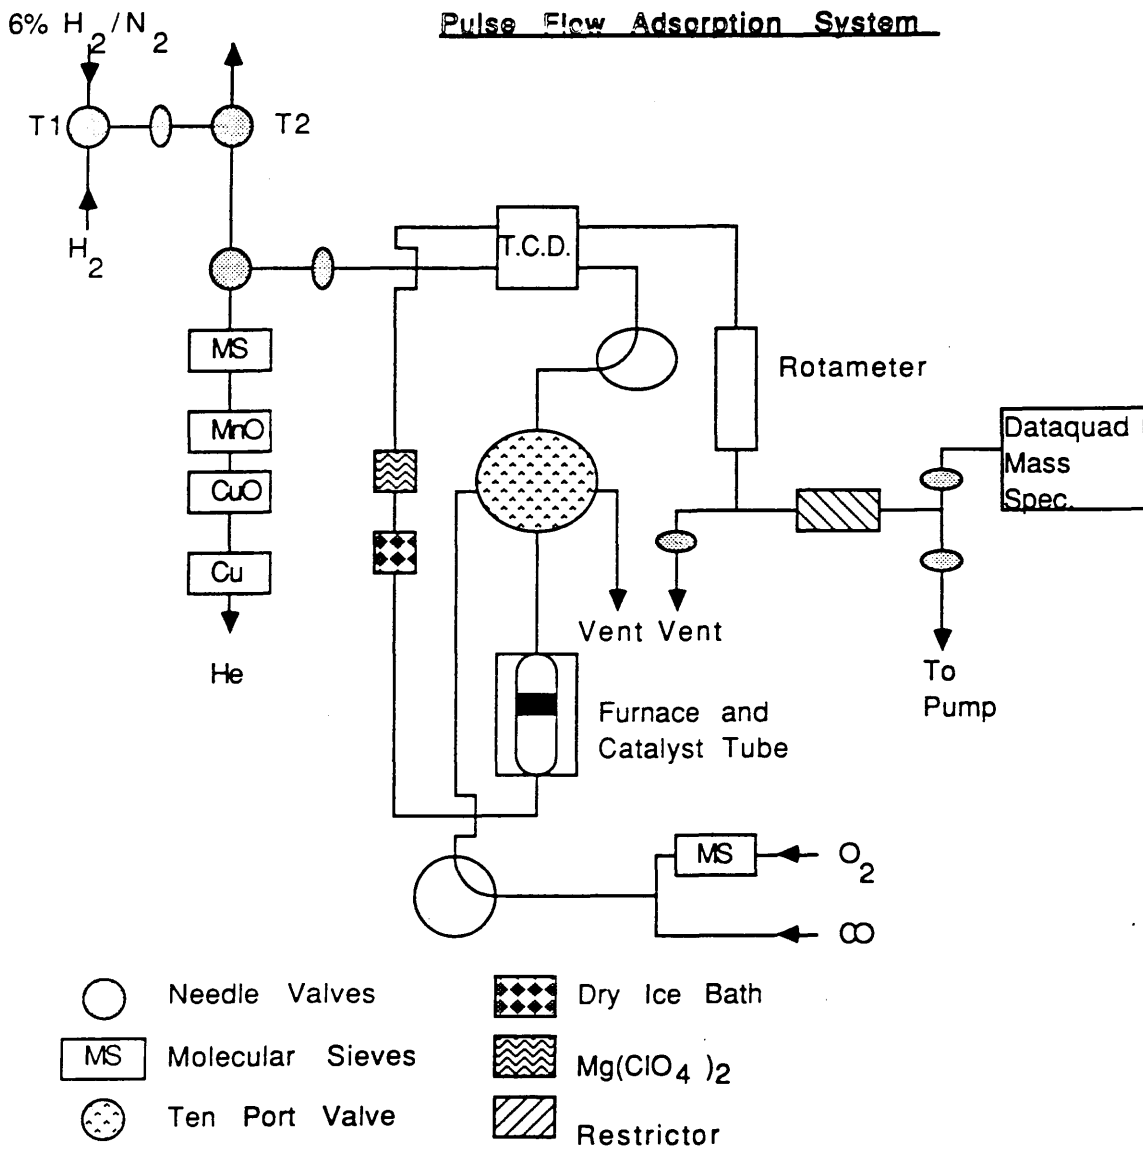 Pulse Flow Adsorption System
6% H2/N2
T1
T2
H2
T.C.D.
MS
MnO
CuO
Cu
He
Rotameter
Dataquad
Mass
Spec.
Vent Vent
To
Pump
Furnace and
Catalyst Tube
MS
O2
CO
Needle Valves
MS Molecular Sieves
Ten Port Valve
Dry Ice Bath
Mg(ClO4)2
Restrictor